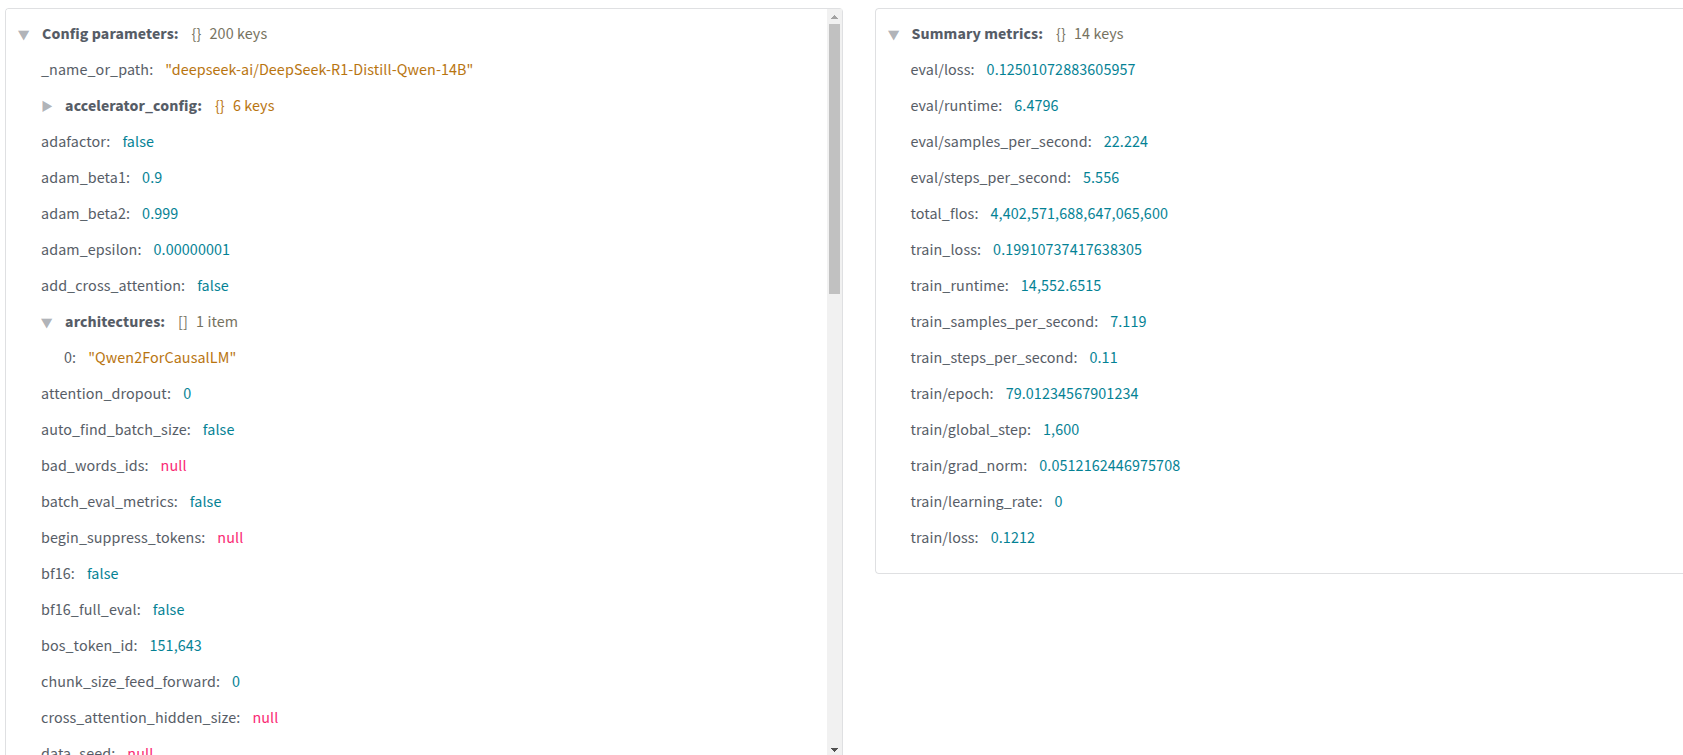 Config parameters: {} 200 keys
_name_or_path: "deepseek-ai/DeepSeek-R1-Distill-Qwen-14B"
accelerator_config: {} 6 keys
adafactor: false
adam_beta1: 0.9
adam_beta2: 0.999
adam_epsilon: 0.00000001
add_cross_attention: false
architectures: [] 1 item
0: "Qwen2ForCausalLM"
attention_dropout: 0
auto_find_batch_size: false
bad_words_ids: null
batch_eval_metrics: false
begin_suppress_tokens: null
bf16: false
bf16_full_eval: false
bos_token_id: 151,643
chunk_size_feed_forward: 0
cross_attention_hidden_size: null
data_seed: null
Summary metrics: {} 14 keys
eval/loss: 0.12501072883605957
eval/runtime: 6.4796
eval/samples_per_second: 22.224
eval/steps_per_second: 5.556
total_flos: 4,402,571,688,647,065,600
train_loss: 0.19910737417638305
train_runtime: 14,552.6515
train_samples_per_second: 7.119
train_steps_per_second: 0.11
train/epoch: 79.01234567901234
train/global_step: 1,600
train/grad_norm: 0.0512162446975708
train/learning_rate: 0
train/loss: 0.1212